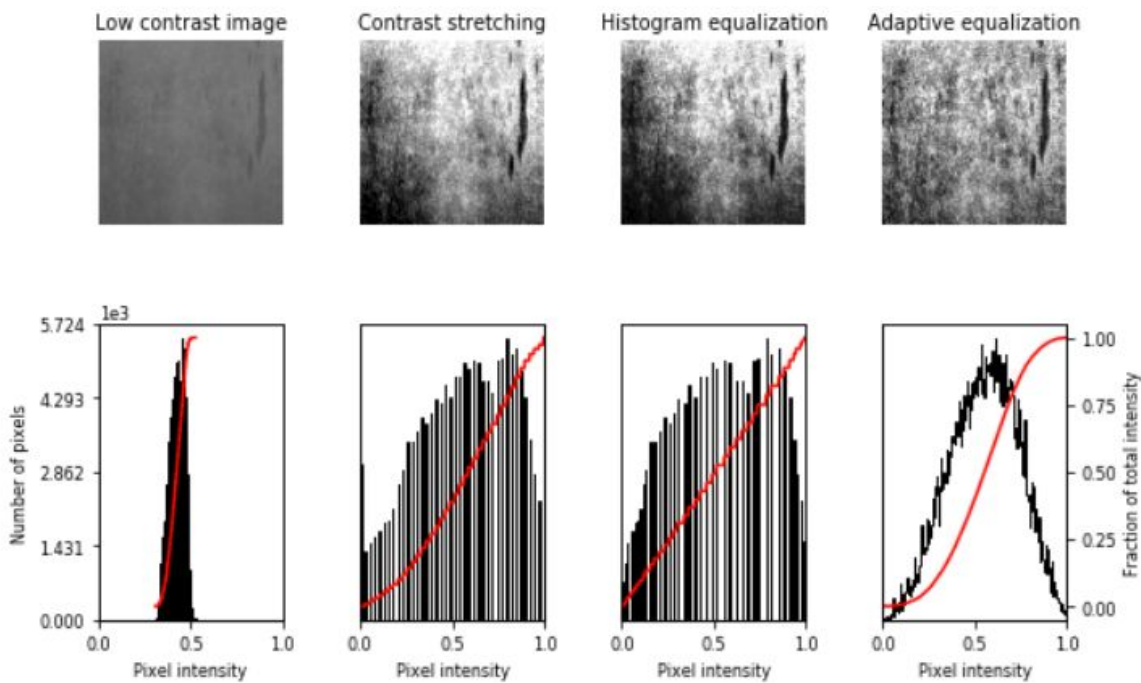 Low contrast image
Contrast stretching
Histogram equalization
Adaptive equalization
1e3
5.724
4.293
2.862
1.431
0.000
Number of pixels
0.0 0.5 1.0
Pixel intensity
0.0 0.5 1.0
Pixel intensity
0.0 0.5 1.0
Pixel intensity
0.0 0.5 1.0
Pixel intensity
1.00
0.75
0.50
0.25
0.00
Fraction of total intensity